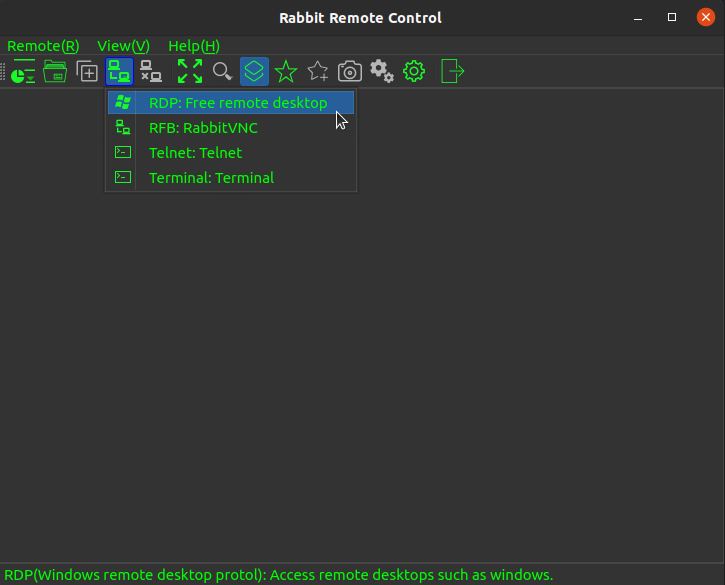 Rabbit Remote Control
Remote(R) View(V) Help(H)
RDP: Free remote desktop
RFB: RabbitVNC
Telnet: Telnet
Terminal: Terminal
RDP(Windows remote desktop protol): Access remote desktops such as windows.